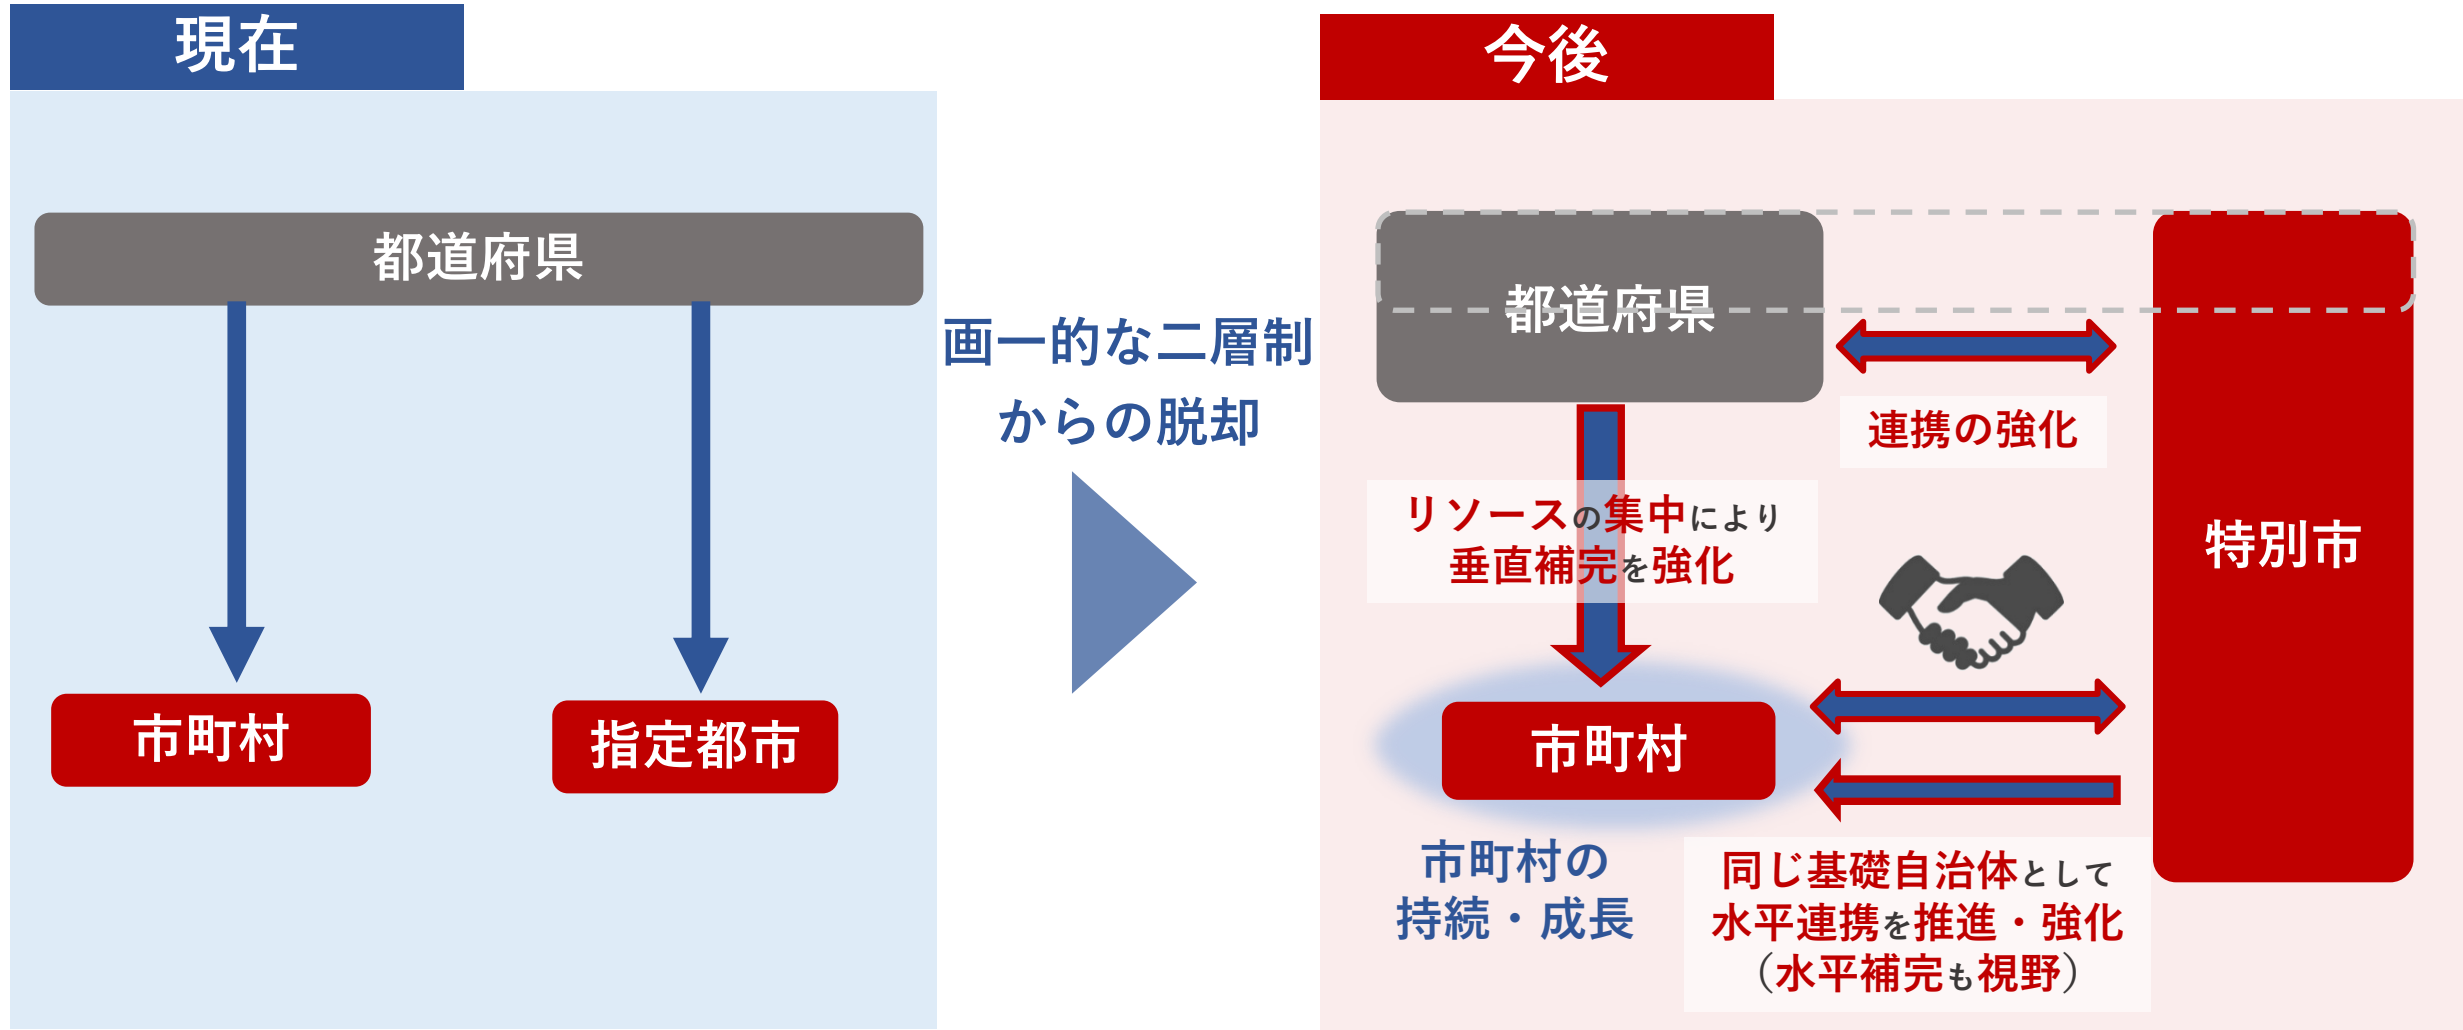 現在
都道府県
市町村
指定都市
画一的な二層制
からの脱却
今後
都道府県
連携の強化
リソースの集中により
垂直補完を強化
特別市
市町村
市町村の
持続・成長
同じ基礎自治体として
水平連携を推進・強化
（水平補完も視野）